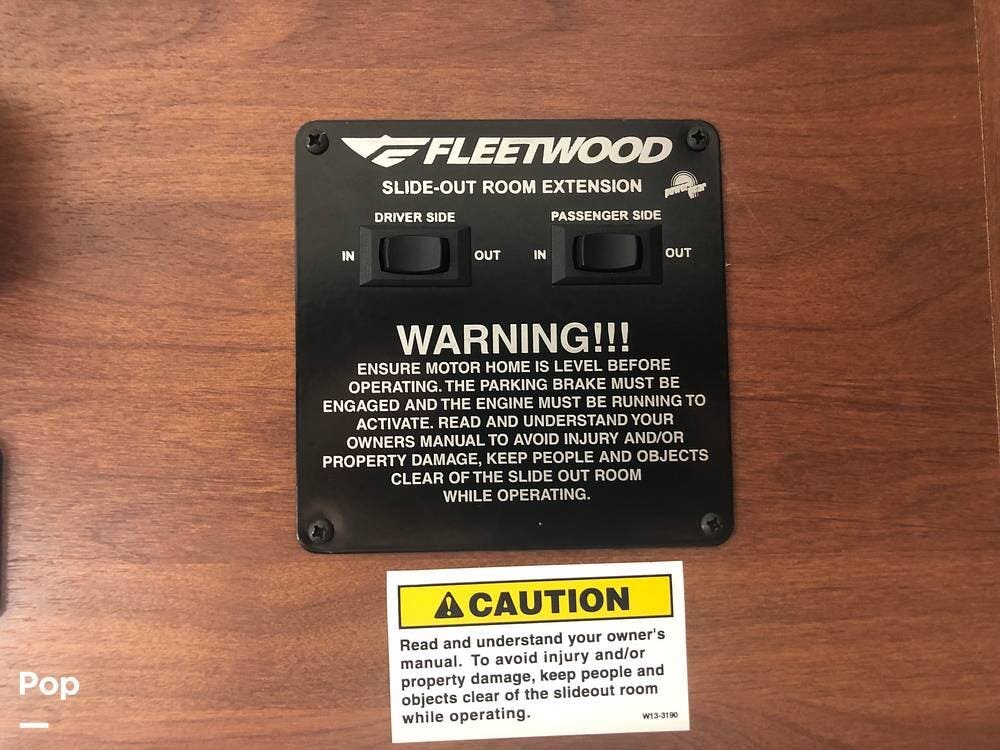 FLEETWOOD
SLIDE-OUT ROOM EXTENSION
power gear
DRIVER SIDE
PASSENGER SIDE
IN
OUT
IN
OUT
WARNING!!!
ENSURE MOTOR HOME IS LEVEL BEFORE
OPERATING. THE PARKING BRAKE MUST BE
ENGAGED AND THE ENGINE MUST BE RUNNING TO
ACTIVATE. READ AND UNDERSTAND YOUR
OWNERS MANUAL TO AVOID INJURY AND/OR
PROPERTY DAMAGE, KEEP PEOPLE AND OBJECTS
CLEAR OF THE SLIDE OUT ROOM
WHILE OPERATING.
CAUTION
Read and understand your owner's
manual. To avoid injury and/or
property damage, keep people and
objects clear of the slideout room
while operating.
W13-3190
Pop